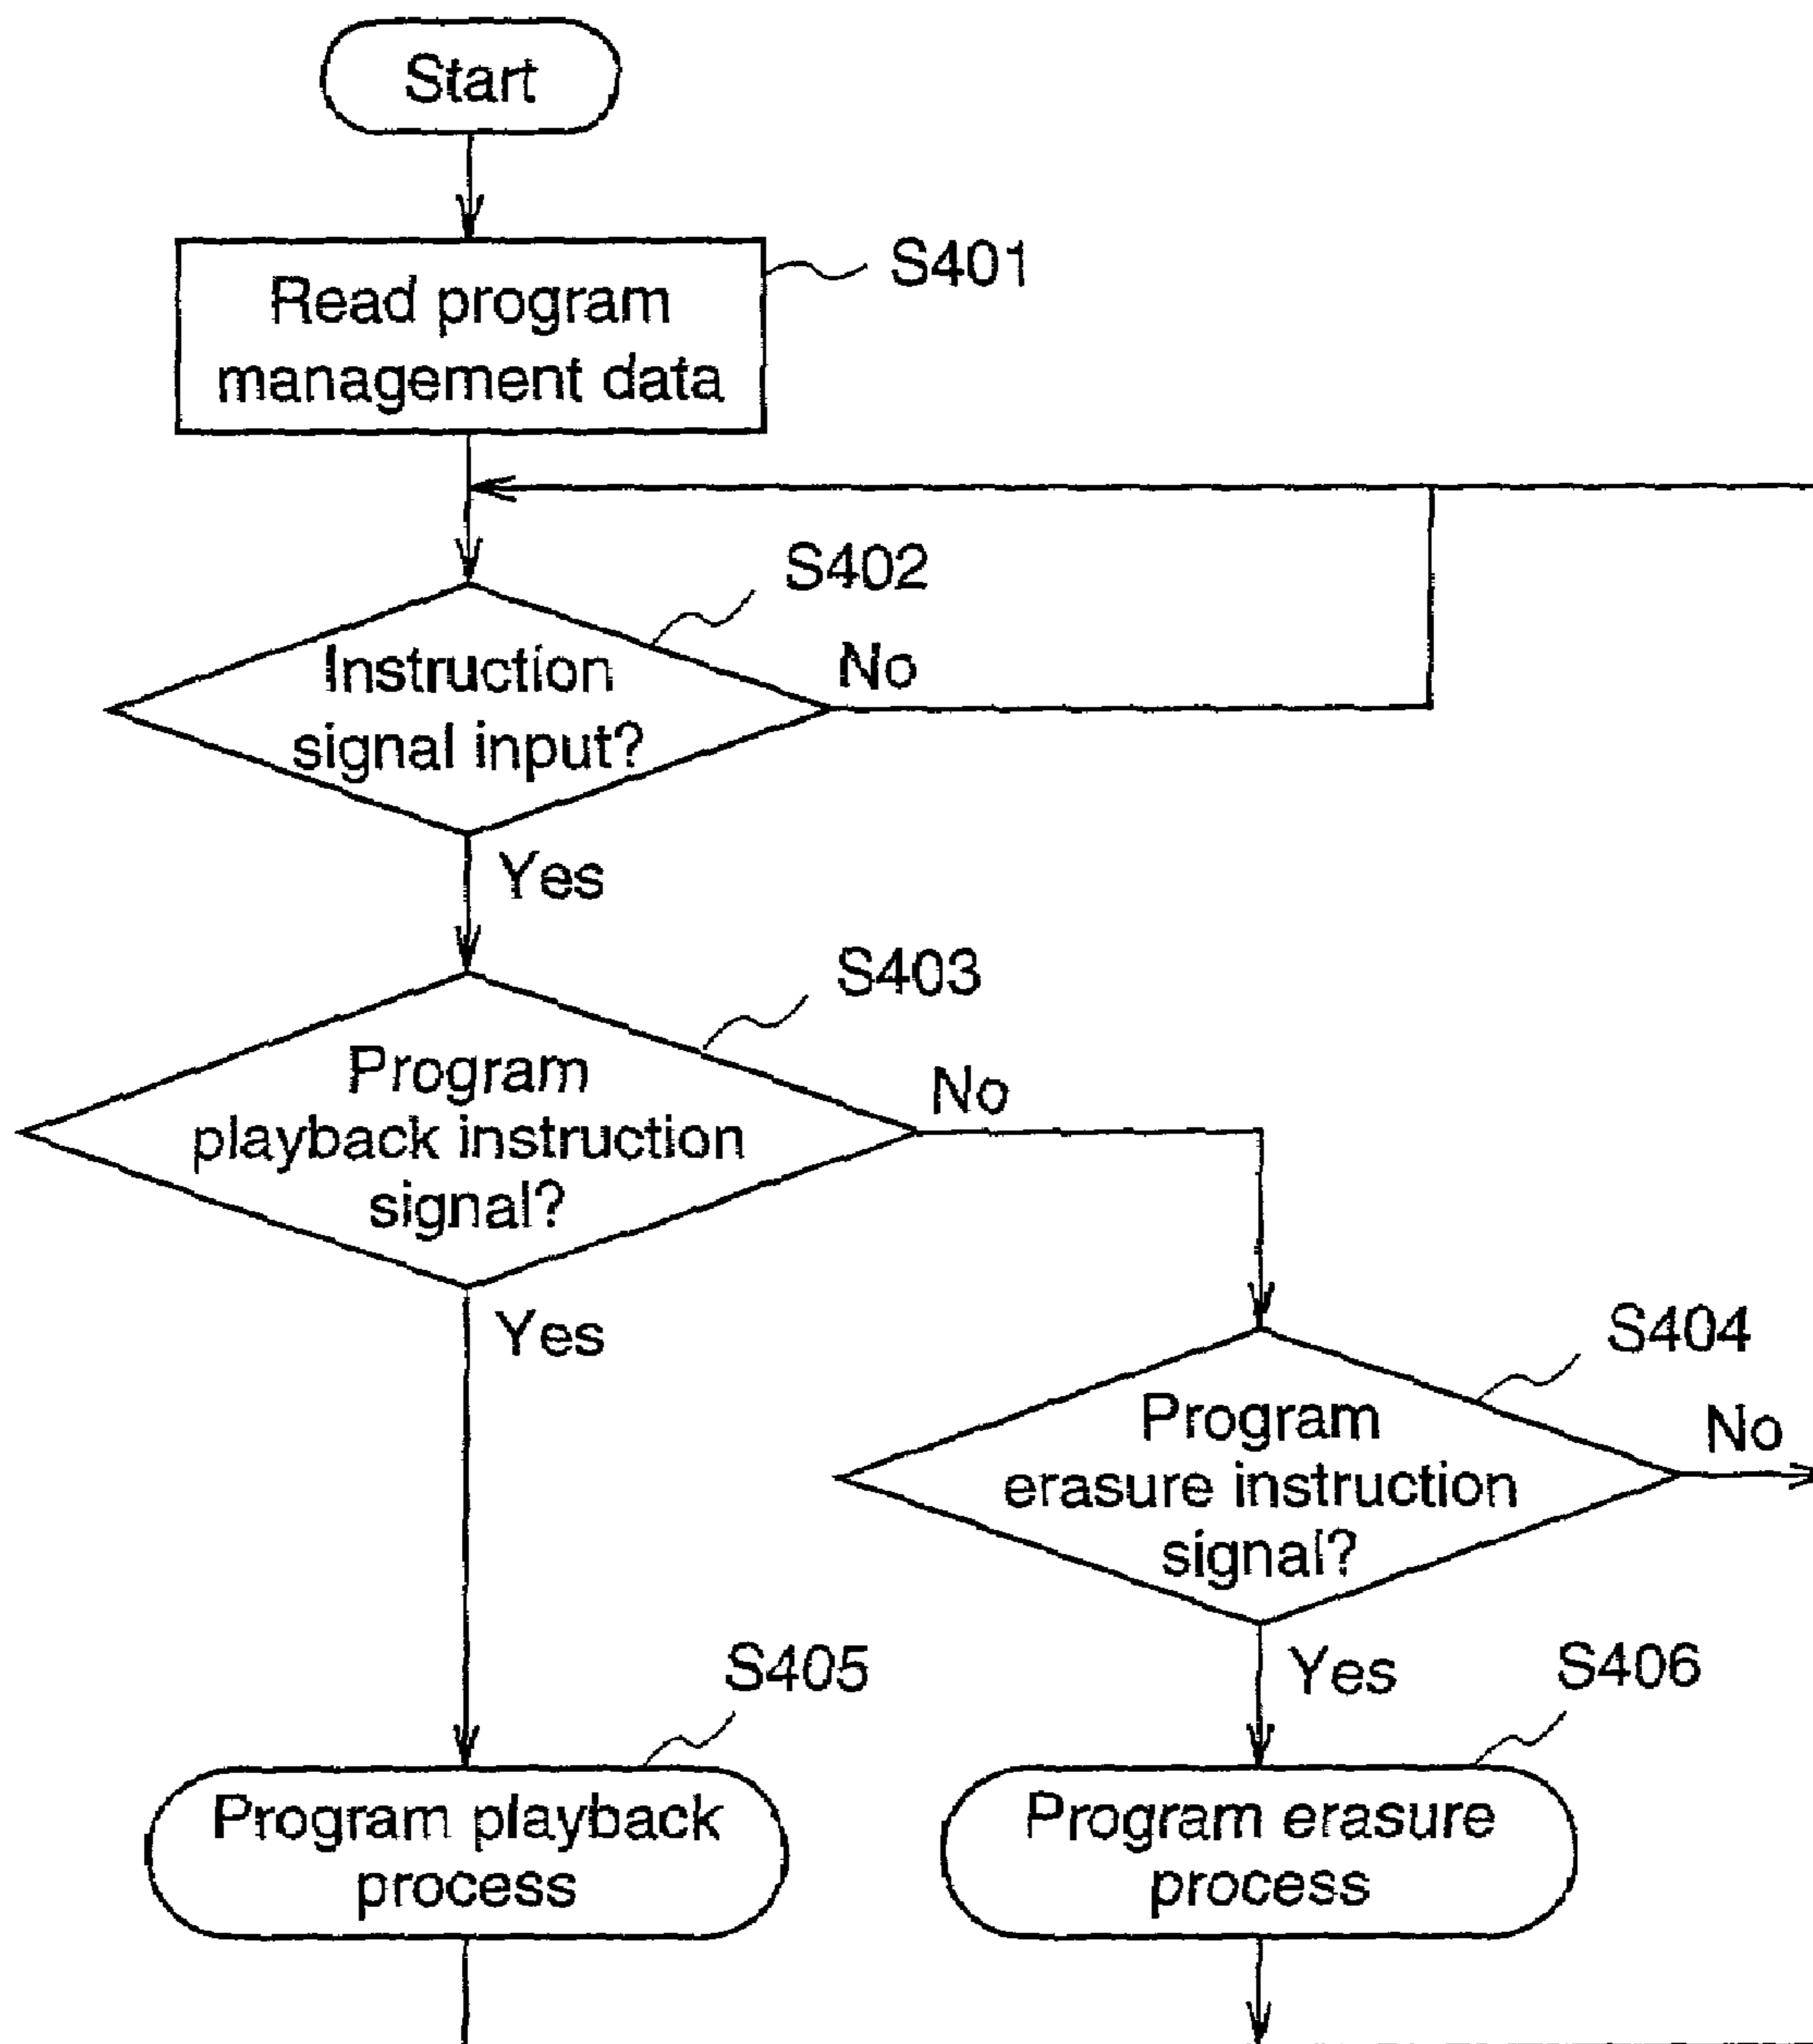 Start
S401
Read program
management data
S402
Instruction
signal input?
No
Yes
S403
Program
playback instruction
signal?
No
Yes
S404
Program
erasure instruction
signal?
No
Yes
S405
S406
Program playback
process
Program erasure
process